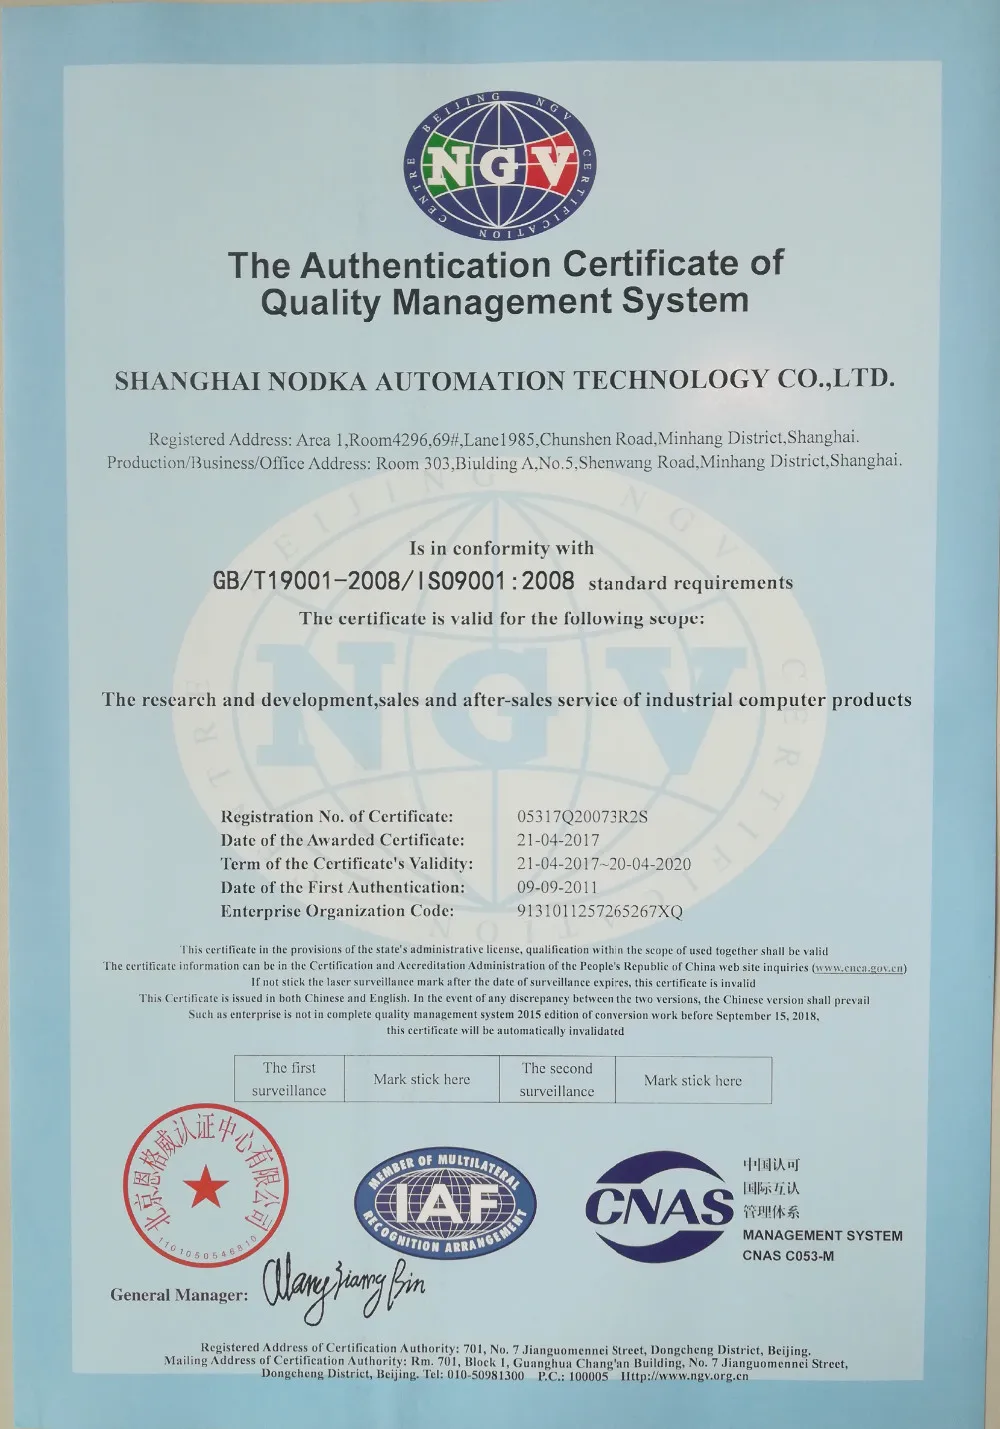 BEIJING NGV CERTIFICATION CENTRE
NGV
The Authentication Certificate of
Quality Management System
SHANGHAI NODKA AUTOMATION TECHNOLOGY CO.,LTD.
Registered Address: Area 1,Room4296,69#,Lane1985,Chunshen Road,Minhang District,Shanghai.
Production/Business/Office Address: Room 303,Biulding A,No.5,Shenwang Road,Minhang District,Shanghai.
BEIJING NGV CERTIFICATION CENTRE
NGV
Is in conformity with
GB/T19001-2008/ISO9001:2008 standard requirements
The certificate is valid for the following scope:
The research and development,sales and after-sales service of industrial computer products
Registration No. of Certificate: 05317Q20073R2S
Date of the Awarded Certificate: 21-04-2017
Term of the Certificate's Validity: 21-04-2017~20-04-2020
Date of the First Authentication: 09-09-2011
Enterprise Organization Code: 9131011257265267XQ
This certificate in the provisions of the state's administrative license, qualification within the scope of used together shall be valid
The certificate information can be in the Certification and Accreditation Administration of the People's Republic of China web site inquiries (www.cnca.gov.cn)
If not stick the laser surveillance mark after the date of surveillance expires, this certificate is invalid
This Certificate is issued in both Chinese and English. In the event of any discrepancy between the two versions, the Chinese version shall prevail
Such as enterprise is not in complete quality management system 2015 edition of conversion work before September 15, 2018,
this certificate will be automatically invalidated
The first surveillance Mark stick here The second surveillance Mark stick here
北京恩格威认证中心有限公司
1101050546810
MEMBER OF MULTILATERAL
IAF
RECOGNITION ARRANGEMENT
CNAS
中国认可
国际互认
管理体系
MANAGEMENT SYSTEM
CNAS C053-M
General Manager: Wang Xiang Bin
Registered Address of Certification Authority: 701, No. 7 Jianguomennei Street, Dongcheng District, Beijing.
Mailing Address of Certification Authority: Rm. 701, Block 1, Guanghua Chang'an Building, No. 7 Jianguomennei Street,
Dongcheng District, Beijing. Tel: 010-50981300 P.C.: 100005 Http://www.ngv.org.cn